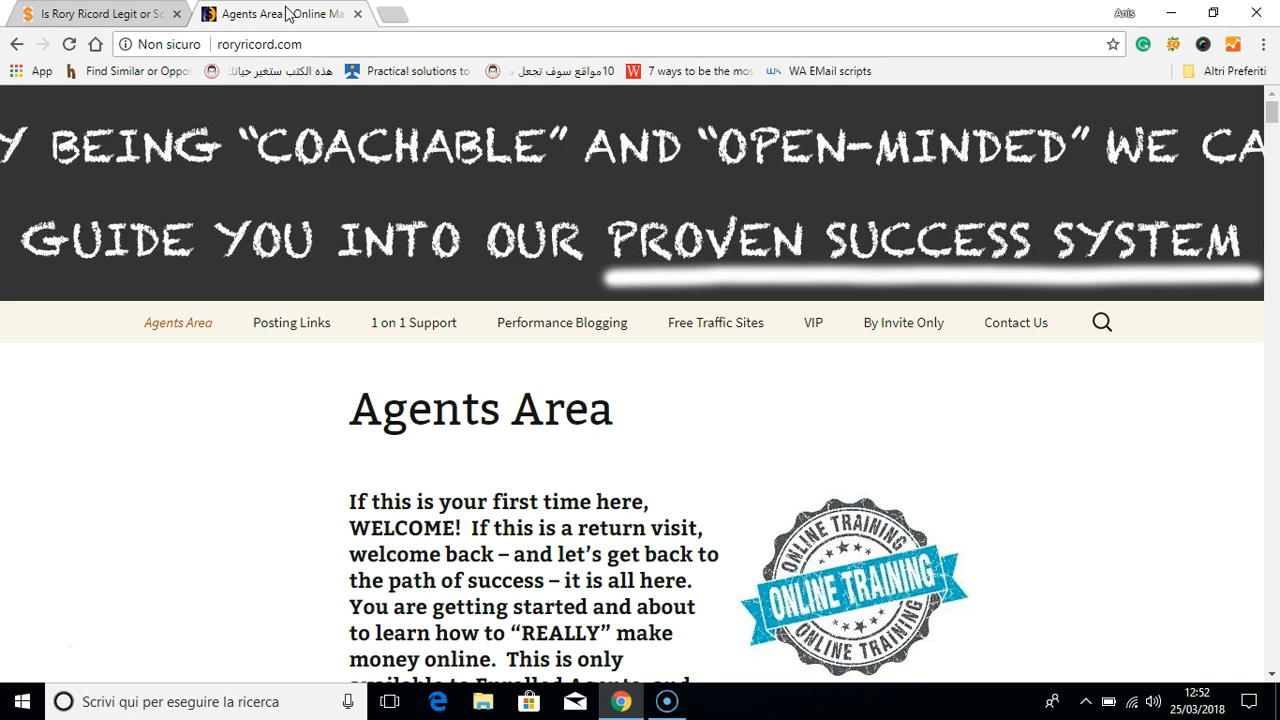 Is Rory Ricord Legit or Sc
Agents Area
Online Ma
Anis
Non sicuro
roryricord.com
App
Find Similar or Oppos
هذه الكتب ستغير حياتك
Practical solutions to
10مواقع سوف تجعل
7 ways to be the mos
WA EMail scripts
Altri Preferiti
Y BEING “COACHABLE” AND “OPEN-MINDED” WE CA
GUIDE YOU INTO OUR PROVEN SUCCESS SYSTEM
Agents Area
Posting Links
1 on 1 Support
Performance Blogging
Free Traffic Sites
VIP
By Invite Only
Contact Us
Agents Area
If this is your first time here,
WELCOME! If this is a return visit,
welcome back – and let’s get back to
the path of success – it is all here.
You are getting started and about
to learn how to “REALLY” make
money online. This is only
available to Enrolled Agents, and
ONLINE TRAINING
ONLINE TRAINING
ONLINE TRAINING
Scrivi qui per eseguire la ricerca
12:52
25/03/2018